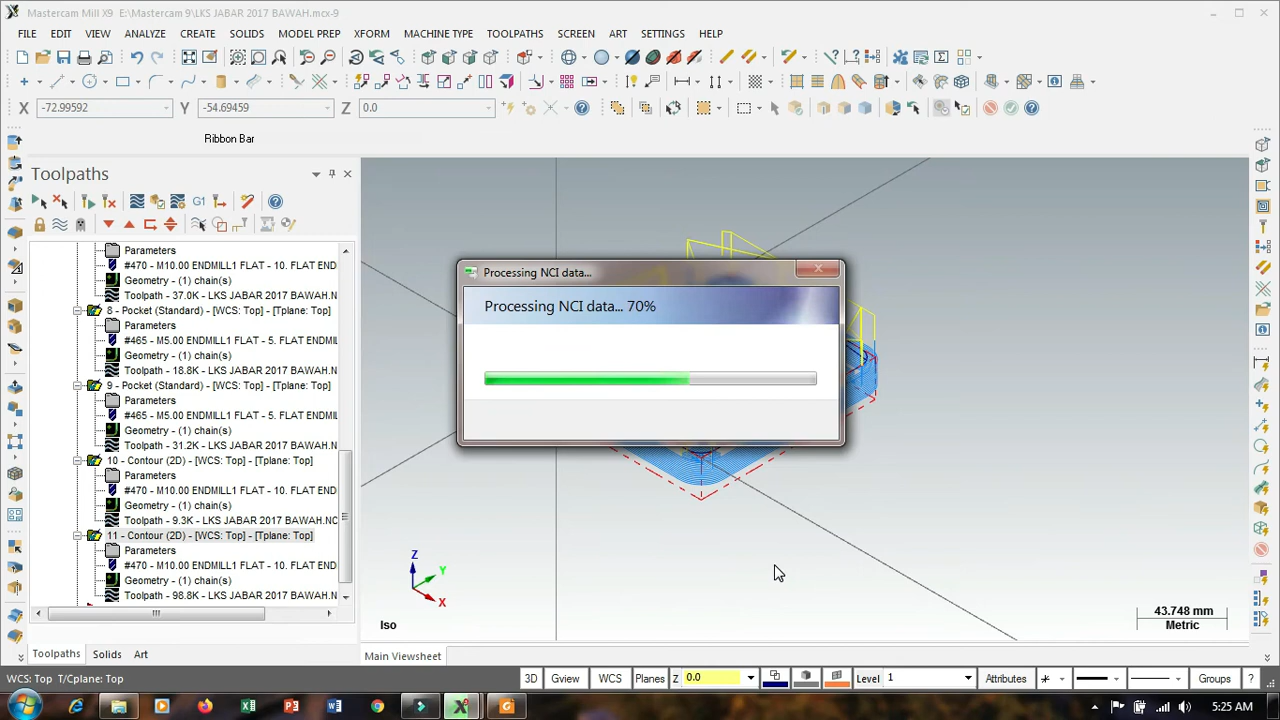 Mastercam Mill X9 - E:\Mastercam 9\LKS JABAR 2017 BAWAH.mcx-9
FILE EDIT VIEW ANALYZE CREATE SOLIDS MODEL PREP XFORM MACHINE TYPE TOOLPATHS SCREEN ART SETTINGS HELP
X -72.99592 Y -54.69459 Z 0.0
Ribbon Bar
Toolpaths
G1
Parameters
#470 - M10.00 ENDMILL1 FLAT - 10. FLAT END
Geometry - (1) chain(s)
Toolpath - 37.0K - LKS JABAR 2017 BAWAH.N
8 - Pocket (Standard) - [WCS: Top] - [Tplane: Top]
Parameters
#465 - M5.00 ENDMILL1 FLAT - 5. FLAT END
Geometry - (1) chain(s)
Toolpath - 18.8K - LKS JABAR 2017 BAWAH.N
9 - Pocket (Standard) - [WCS: Top] - [Tplane: Top]
Parameters
#465 - M5.00 ENDMILL1 FLAT - 5. FLAT END
Geometry - (1) chain(s)
Toolpath - 31.2K - LKS JABAR 2017 BAWAH.N
10 - Contour (2D) - [WCS: Top] - [Tplane: Top]
Parameters
#470 - M10.00 ENDMILL1 FLAT - 10. FLAT END
Geometry - (1) chain(s)
Toolpath - 9.3K - LKS JABAR 2017 BAWAH.NC
11 - Contour (2D) - [WCS: Top] - [Tplane: Top]
Parameters
#470 - M10.00 ENDMILL1 FLAT - 10. FLAT END
Geometry - (1) chain(s)
Toolpath - 98.8K - LKS JABAR 2017 BAWAH.N
Toolpaths Solids Art
Processing NCI data...
Processing NCI data... 70%
Z
Y
X
Iso
43.748 mm
Metric
Main Viewsheet
WCS: Top T/Cplane: Top
3D Gview WCS Planes Z 0.0 Level 1 Attributes Groups ?
5:25 AM